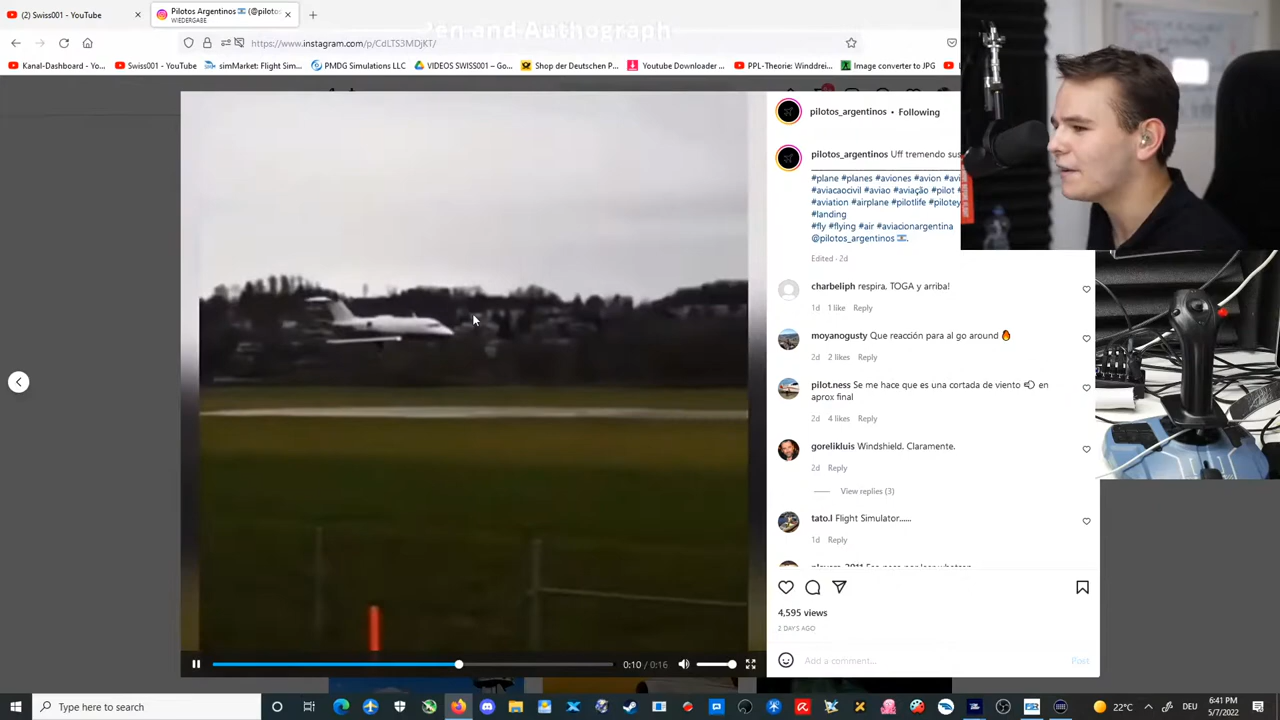 (2) Swiss001 - YouTube
Pilotos Argentinos
WIEDERGABE
Jen and Authograph
https://www.instagram.com/p/CdLTS3MDjKT/
Kanal-Dashboard - Yo...
Swiss001 - YouTube
simMarket: Flight Sim...
PMDG Simulations LLC
VIDEOS SWISS001 – Go...
Shop der Deutschen P...
Youtube Downloader ...
PPL-Theorie: Winddrei...
Image converter to JPG
pilotos_argentinos • Following
pilotos_argentinos Uff tremendo sus
#plane #planes #aviones #avion #avi
#aviacaocivil #aviao #aviação #pilot #
#aviation #airplane #pilotlife #pilotey
#landing
#fly #flying #air #aviacionargentina
@pilotos_argentinos
Edited · 2d
charbeliph respira, TOGA y arriba!
1d 1 like Reply
moyanogusty Que reacción para al go around 🔥
2d 2 likes Reply
pilot.ness Se me hace que es una cortada de viento en
aprox final
2d 4 likes Reply
gorelikluis Windshield. Claramente.
2d Reply
View replies (3)
tato.l Flight Simulator......
1d Reply
4,595 views
2 DAYS AGO
0:10 / 0:16
Add a comment...
Post
Type here to search
22°C
DEU
6:41 PM
5/7/2022